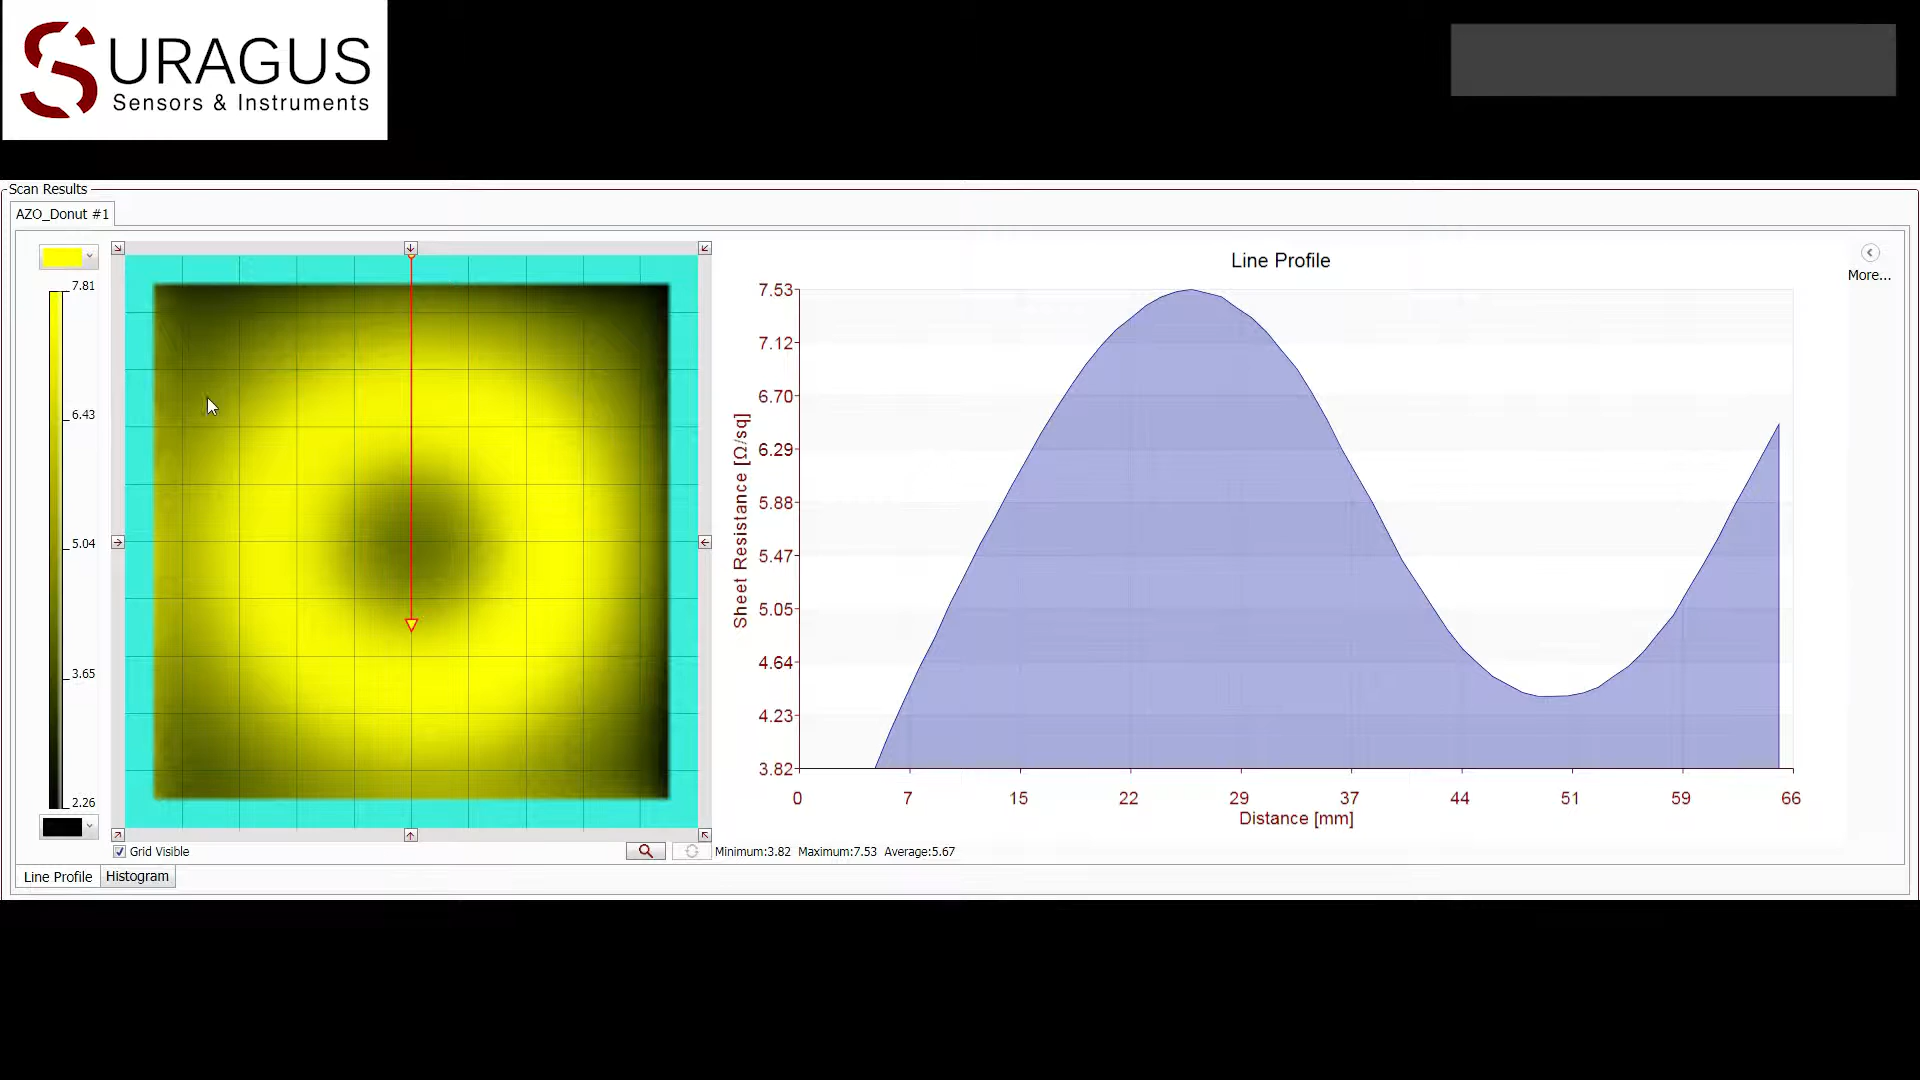 SURAGUS
Sensors & Instruments
Scan Results
AZO_Donut #1
7.81
6.43
5.04
3.65
2.26
Grid Visible
Line Profile
7.53
7.12
6.70
6.29
5.88
5.47
5.05
4.64
4.23
3.82
Sheet Resistance [Ω/sq]
0 7 15 22 29 37 44 51 59 66
Distance [mm]
More...
Minimum:3.82 Maximum:7.53 Average:5.67
Line Profile Histogram